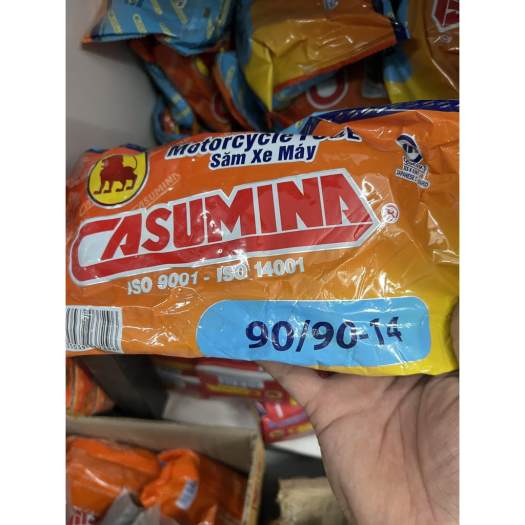 Motorcycle Tube
Săm Xe Máy
CASUMINA
ISO 9001 - ISO 14001
90/90-14